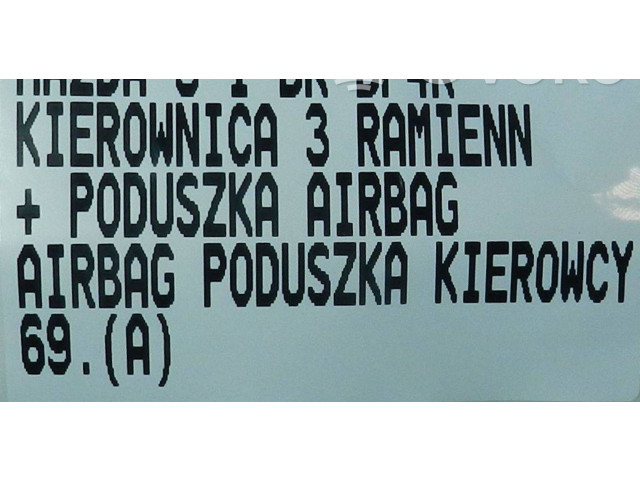 KIEROWNICA 3 RAMIENN
+ PODUSZKA AIRBAG
AIRBAG PODUSZKA KIEROWCY
69.(A)